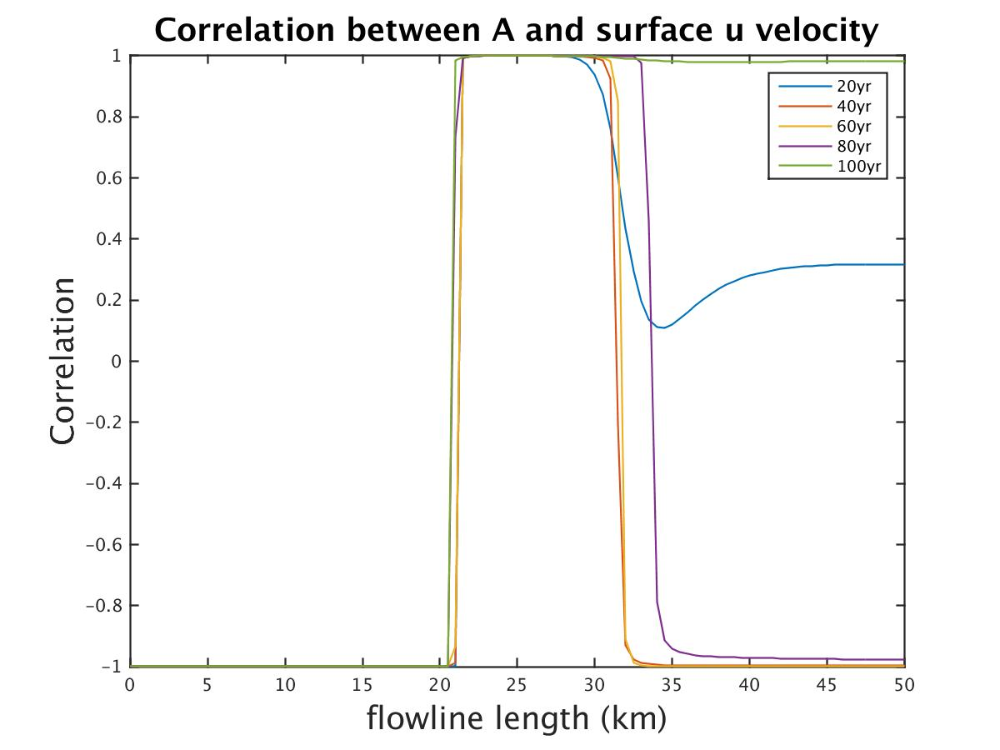 Correlation between A and surface u velocity
1
0.8
0.6
0.4
0.2
0
−0.2
−0.4
−0.6
−0.8
−1
Correlation
20yr
40yr
60yr
80yr
100yr
0 5 10 15 20 25 30 35 40 45 50
flowline length (km)